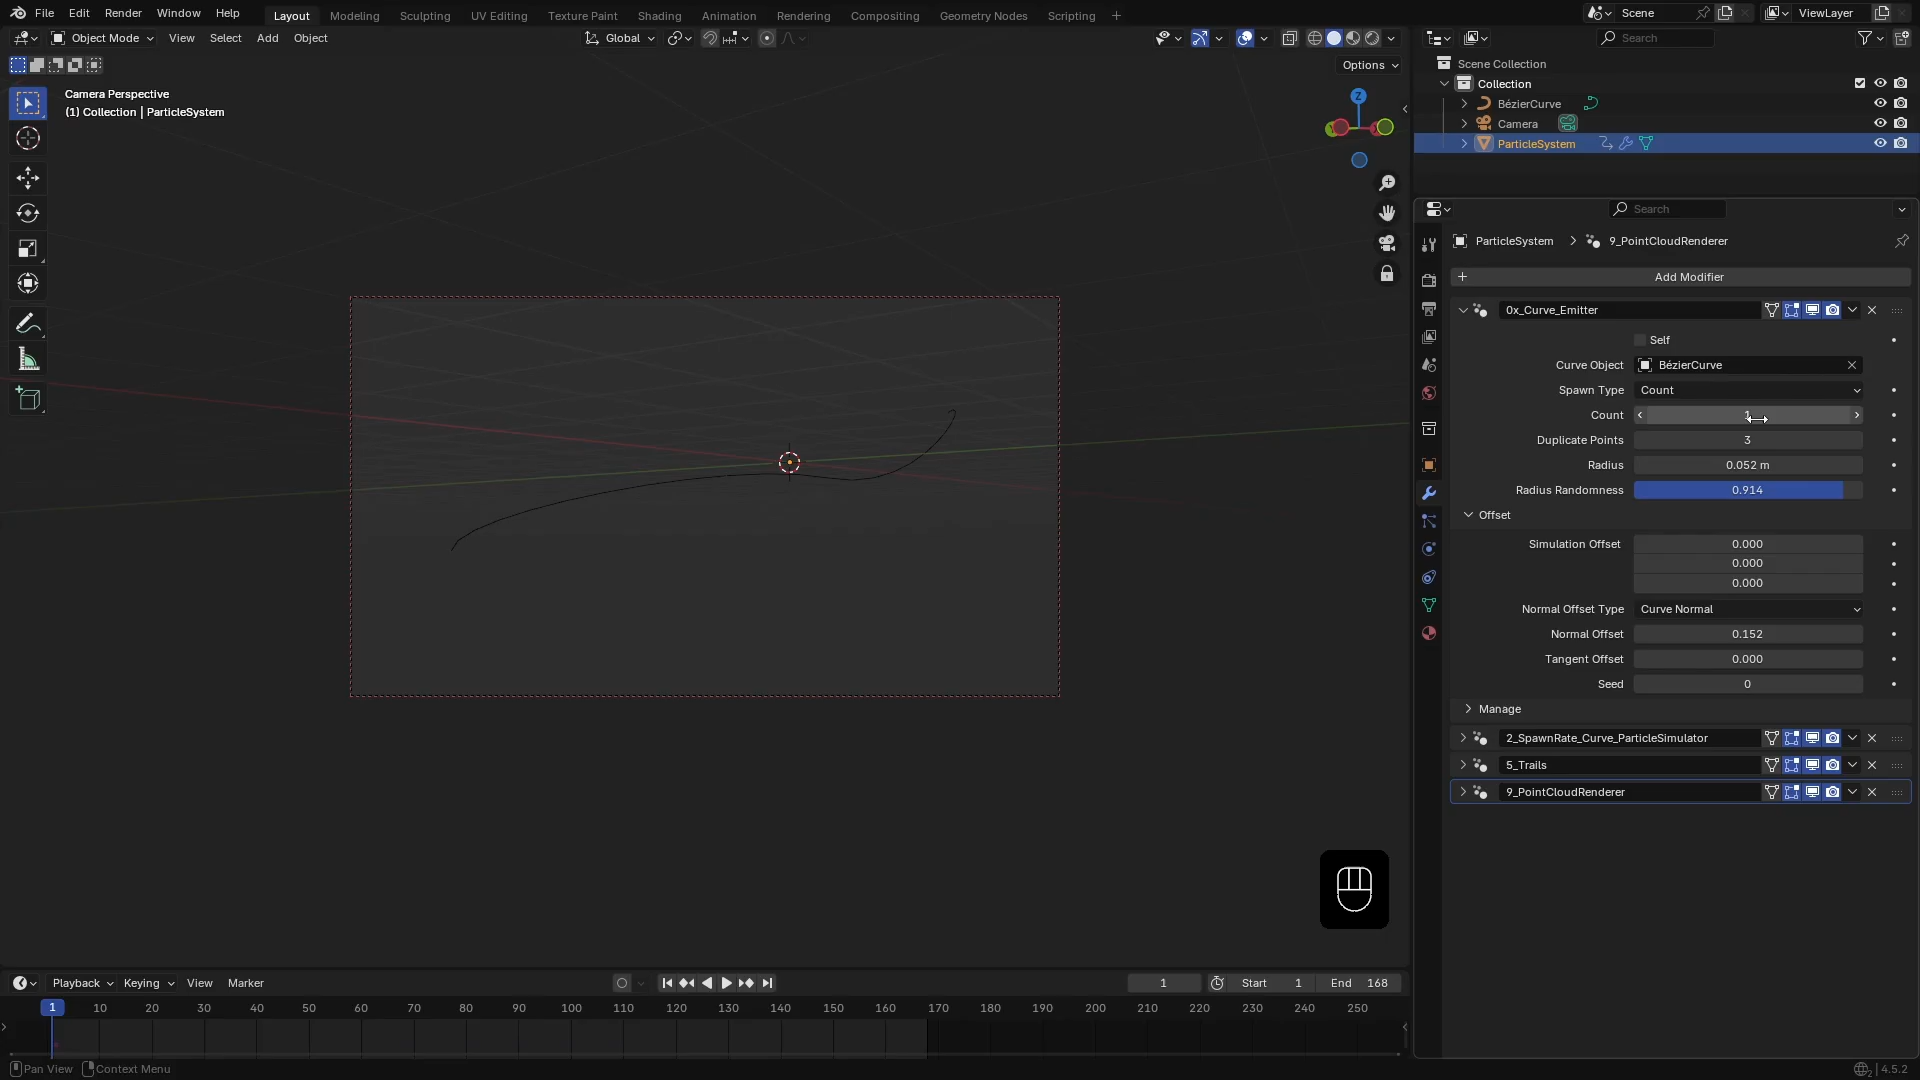 File Edit Render Window Help Layout Modeling Sculpting UV Editing Texture Paint Shading Animation Rendering Compositing Geometry Nodes Scripting + Scene ViewLayer
Object Mode View Select Add Object Global Search
Options
Camera Perspective
(1) Collection | ParticleSystem
Z
Scene Collection
Collection
BézierCurve
Camera
ParticleSystem
Search
ParticleSystem > 9_PointCloudRenderer
+ Add Modifier
0x_Curve_Emitter
Self
Curve Object BézierCurve
Spawn Type Count
Count 1
Duplicate Points 3
Radius 0.052 m
Radius Randomness 0.914
Offset
Simulation Offset 0.000
0.000
0.000
Normal Offset Type Curve Normal
Normal Offset 0.152
Tangent Offset 0.000
Seed 0
Manage
2_SpawnRate_Curve_ParticleSimulator
5_Trails
9_PointCloudRenderer
Playback Keying View Marker 1 Start 1 End 168
1 10 20 30 40 50 60 70 80 90 100 110 120 130 140 150 160 170 180 190 200 210 220 230 240 250
Pan View Context Menu 4.5.2